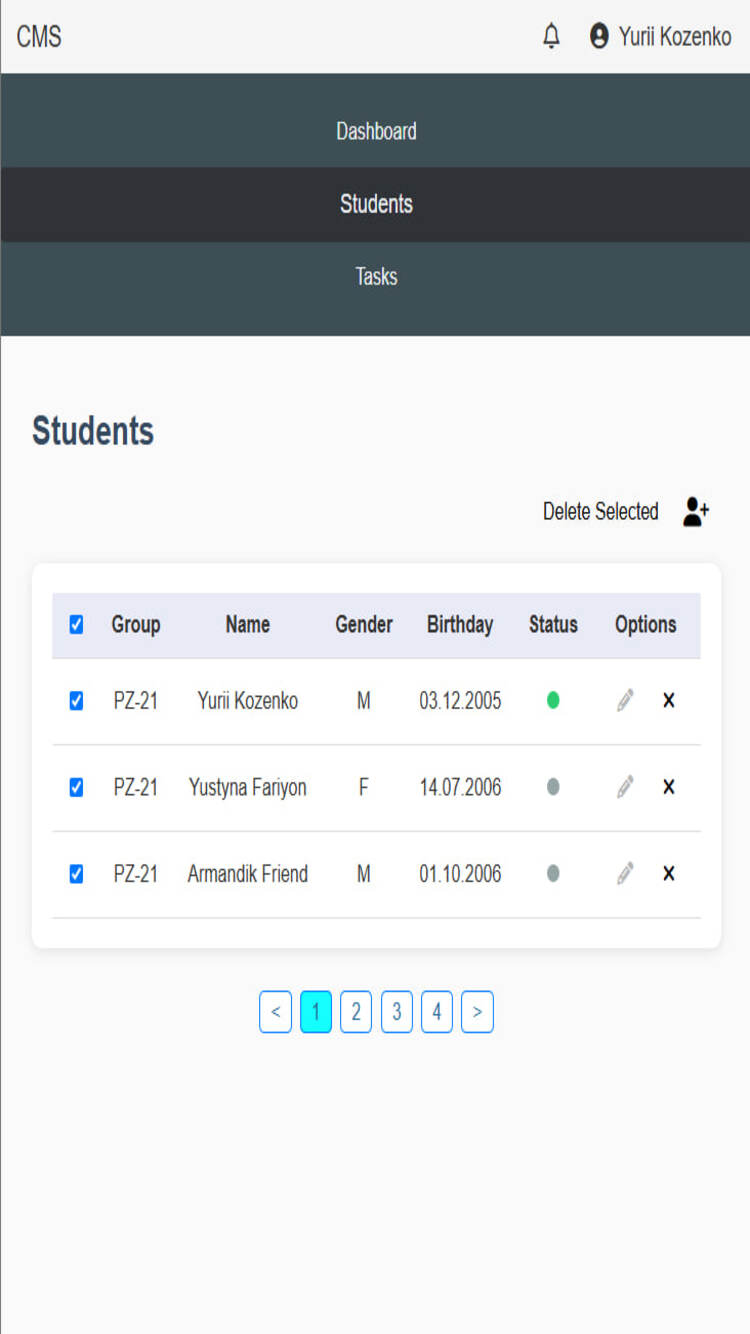 CMS Yurii Kozenko
Dashboard
Students
Tasks
Students
Delete Selected
Group Name Gender Birthday Status Options
PZ-21 Yurii Kozenko M 03.12.2005
PZ-21 Yustyna Fariyon F 14.07.2006
PZ-21 Armandik Friend M 01.10.2006
< 1 2 3 4 >